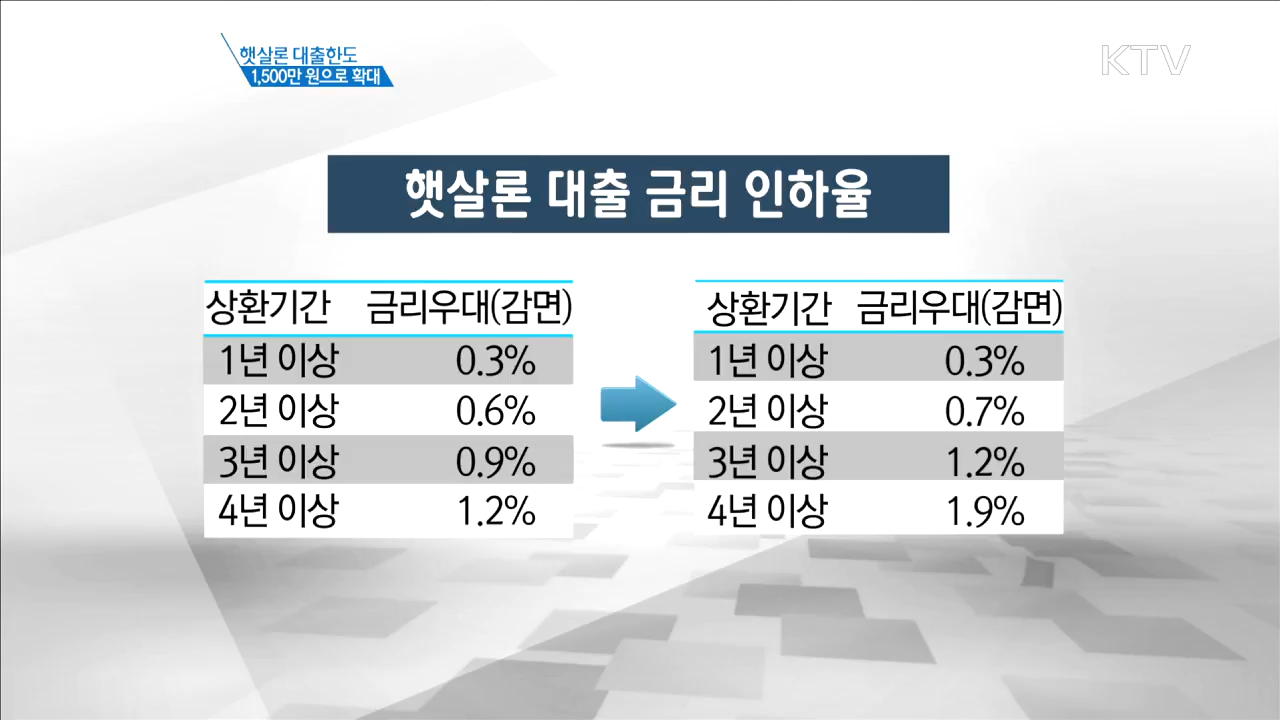 햇살론 대출한도
1,500만 원으로 확대
KTV
햇살론 대출 금리 인하율
상환기간 금리우대(감면)
1년 이상 0.3%
2년 이상 0.6%
3년 이상 0.9%
4년 이상 1.2%
상환기간 금리우대(감면)
1년 이상 0.3%
2년 이상 0.7%
3년 이상 1.2%
4년 이상 1.9%